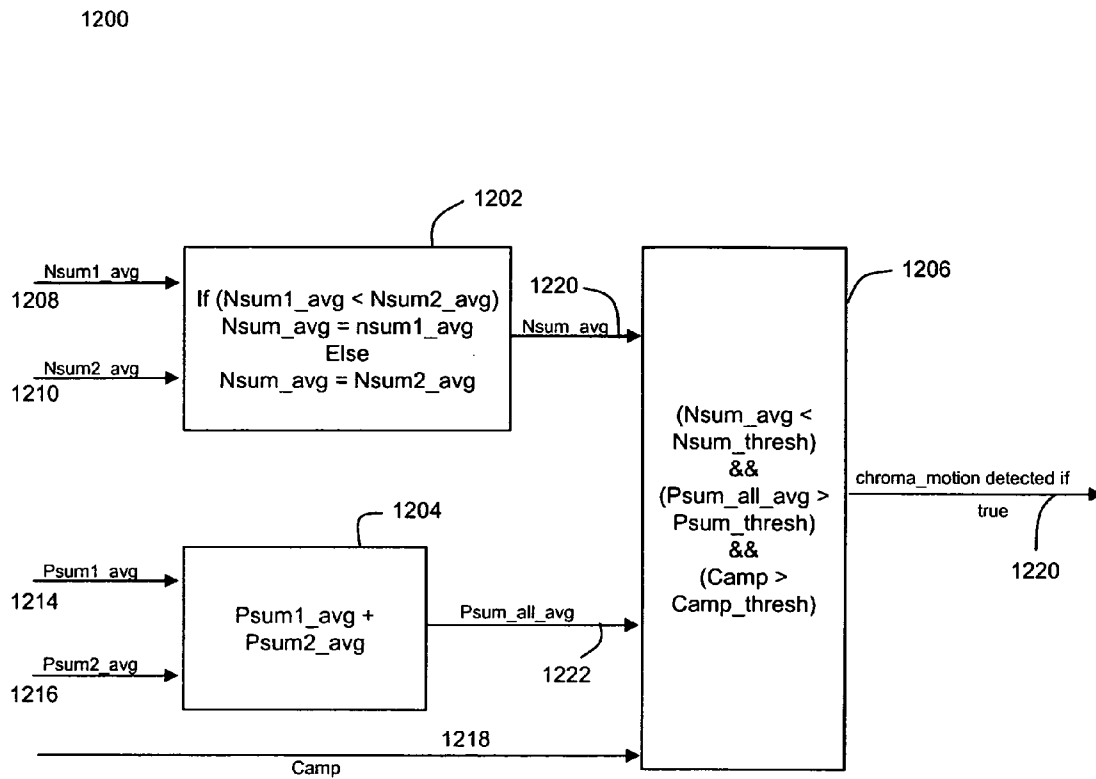 1200
1202
Nsum1_avg
1208
Nsum2_avg
1210
If (Nsum1_avg < Nsum2_avg)
Nsum_avg = nsum1_avg
Else
Nsum_avg = Nsum2_avg
1220
Nsum_avg
1206
(Nsum_avg <
Nsum_thresh)
&&
(Psum_all_avg >
Psum_thresh)
&&
(Camp >
Camp_thresh)
chroma_motion detected if
true
1220
1204
Psum1_avg
1214
Psum2_avg
1216
Psum1_avg +
Psum2_avg
Psum_all_avg
1222
1218
Camp